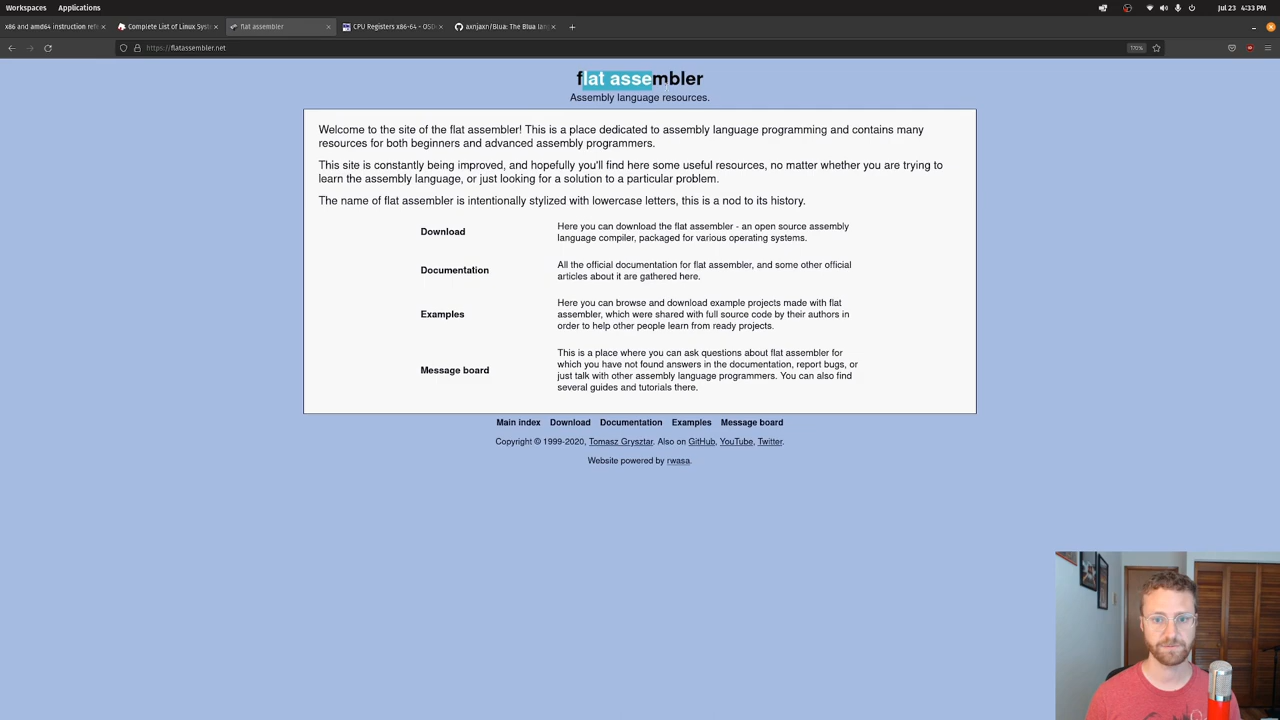 Workspaces Applications Jul 23 4:33 PM
x86 and amd64 instruction refe Complete List of Linux Syst flat assembler CPU Registers x86-64 - OSDe axnjaxn/Blua: The Blua lang
https://flatassembler.net 170%
flat assembler
Assembly language resources.
Welcome to the site of the flat assembler! This is a place dedicated to assembly language programming and contains many
resources for both beginners and advanced assembly programmers.
This site is constantly being improved, and hopefully you'll find here some useful resources, no matter whether you are trying to
learn the assembly language, or just looking for a solution to a particular problem.
The name of flat assembler is intentionally stylized with lowercase letters, this is a nod to its history.
Download
Here you can download the flat assembler - an open source assembly
language compiler, packaged for various operating systems.
Documentation
All the official documentation for flat assembler, and some other official
articles about it are gathered here.
Examples
Here you can browse and download example projects made with flat
assembler, which were shared with full source code by their authors in
order to help other people learn from ready projects.
Message board
This is a place where you can ask questions about flat assembler for
which you have not found answers in the documentation, report bugs, or
just talk with other assembly language programmers. You can also find
several guides and tutorials there.
Main index Download Documentation Examples Message board
Copyright © 1999-2020, Tomasz Grysztar. Also on GitHub, YouTube, Twitter.
Website powered by rwasa.